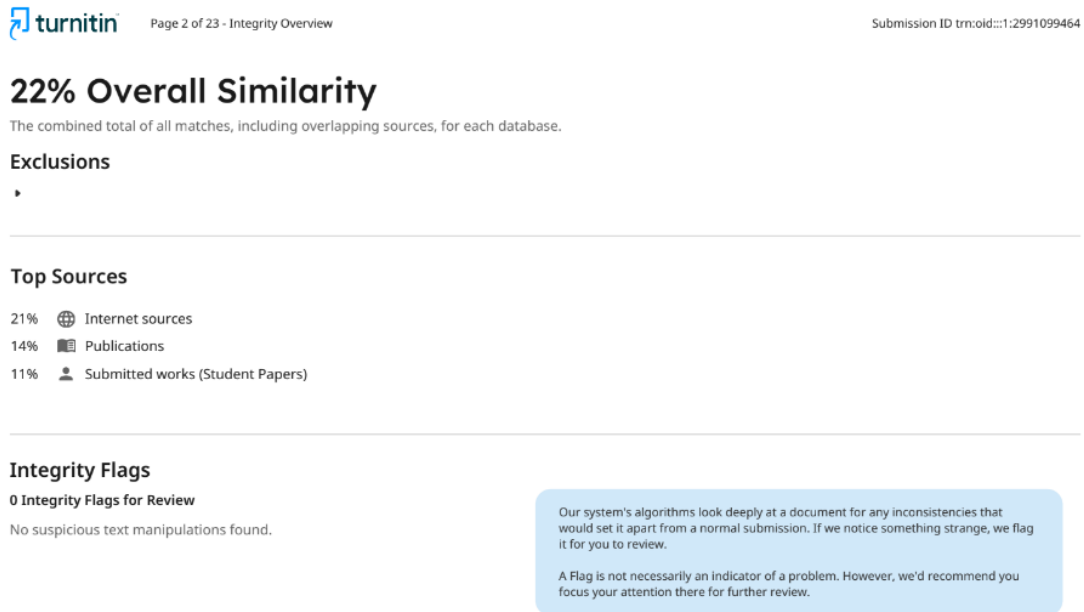 turnitin Page 2 of 23 - Integrity Overview Submission ID trn:oid:::1:2991099464
22% Overall Similarity
The combined total of all matches, including overlapping sources, for each database.
Exclusions
Top Sources
21% Internet sources
14% Publications
11% Submitted works (Student Papers)
Integrity Flags
0 Integrity Flags for Review
No suspicious text manipulations found.
Our system's algorithms look deeply at a document for any inconsistencies that
would set it apart from a normal submission. If we notice something strange, we flag
it for you to review.
A Flag is not necessarily an indicator of a problem. However, we'd recommend you
focus your attention there for further review.